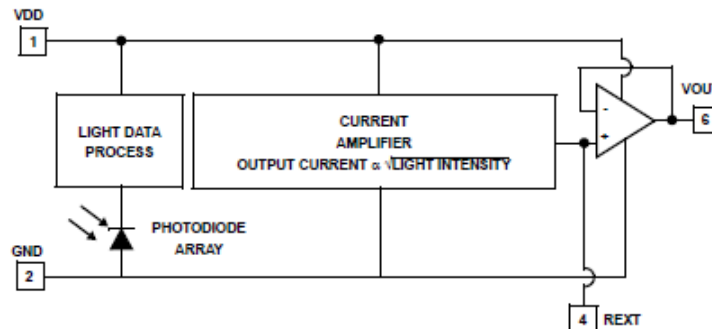 VDD
1
LIGHT DATA
PROCESS
CURRENT
AMPLIFIER
OUTPUT CURRENT ∝ √LIGHT INTENSITY
-
+
VOU
6
PHOTODIODE
ARRAY
GND
2
4 REXT